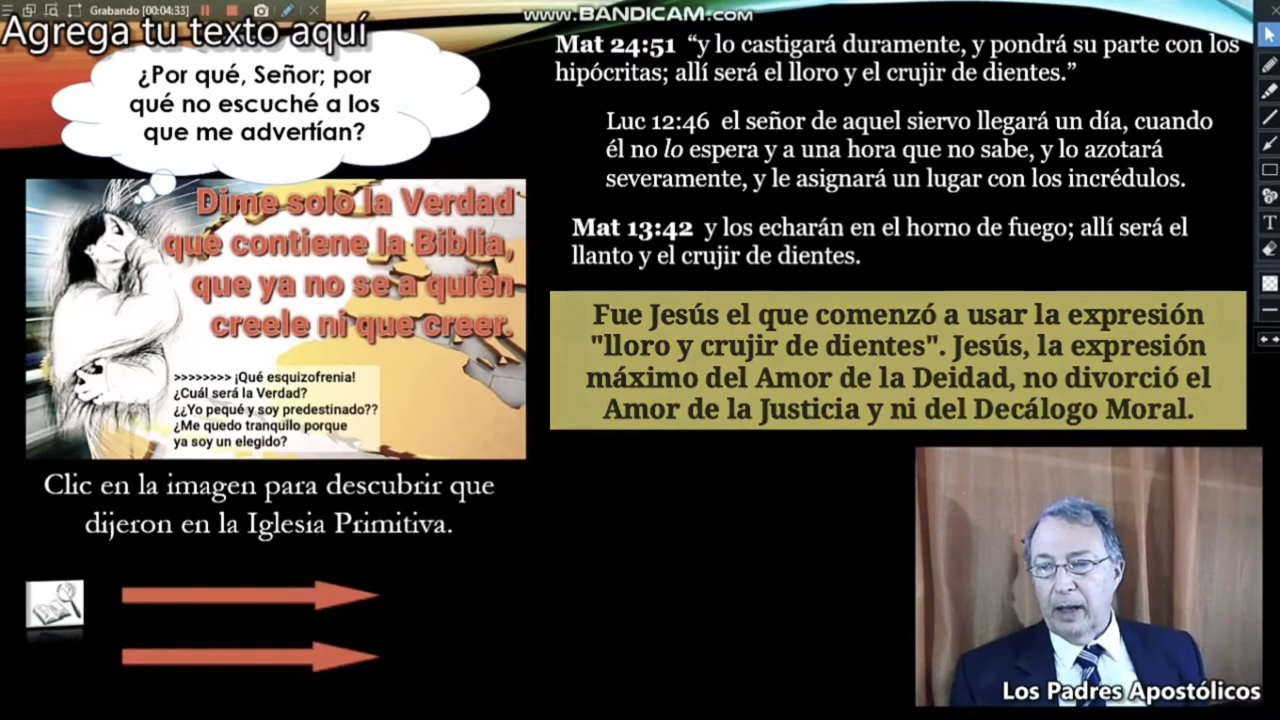 Grabando [00:04:33]
www.BANDICAM.com
Agrega tu texto aquí
¿Por qué, Señor; por
qué no escuché a los
que me advertían?
Dime solo la Verdad
que contiene la Biblia,
que ya no se a quién
creele ni que creer.
>>>>>>>> ¡Qué esquizofrenia!
¿Cuál será la Verdad?
¿¿Yo pequé y soy predestinado??
¿Me quedo tranquilo porque
ya soy un elegido?
Clic en la imagen para descubrir que
dijeron en la Iglesia Primitiva.
Mat 24:51 “y lo castigará duramente, y pondrá su parte con los
hipócritas; allí será el lloro y el crujir de dientes.”
Luc 12:46 el señor de aquel siervo llegará un día, cuando
él no lo espera y a una hora que no sabe, y lo azotará
severamente, y le asignará un lugar con los incrédulos.
Mat 13:42 y los echarán en el horno de fuego; allí será el
llanto y el crujir de dientes.
Fue Jesús el que comenzó a usar la expresión
"lloro y crujir de dientes". Jesús, la expresión
máximo del Amor de la Deidad, no divorció el
Amor de la Justicia y ni del Decálogo Moral.
Los Padres Apostólicos